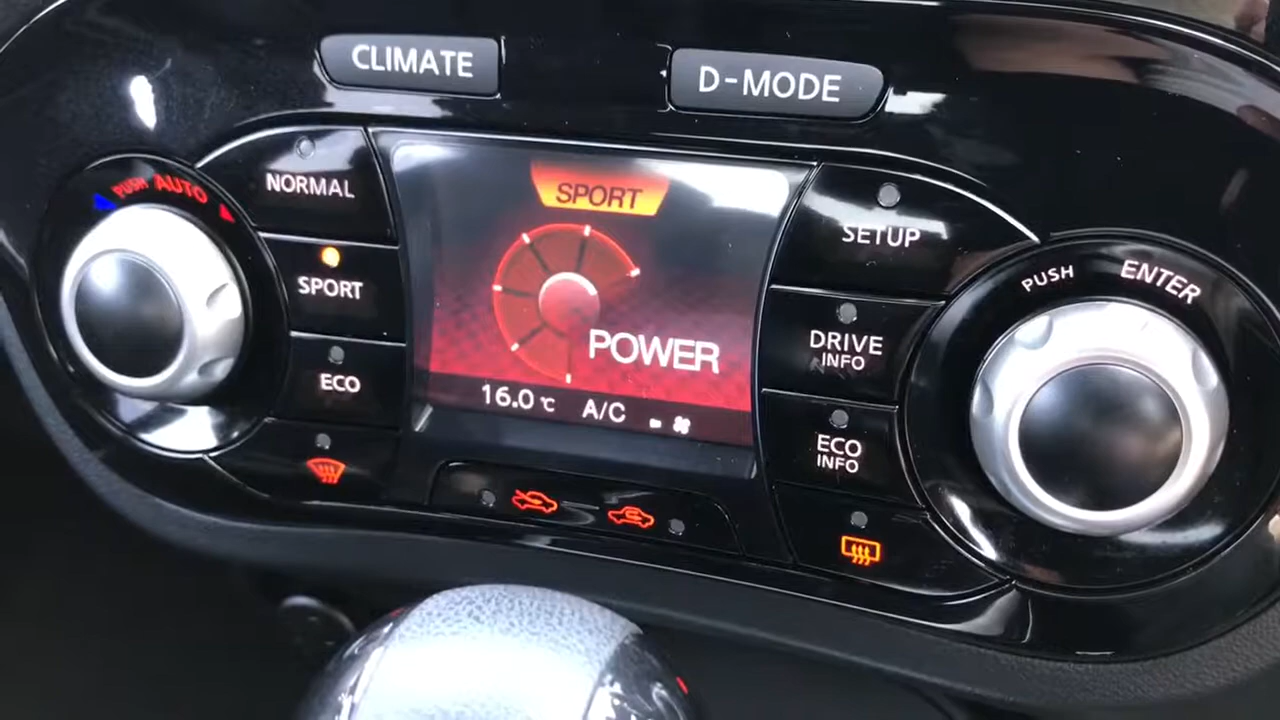 CLIMATE
D-MODE
PUSH AUTO
NORMAL
SPORT
ECO
SPORT
POWER
16.0 ℃ A/C
SETUP
DRIVE
INFO
ECO
INFO
PUSH ENTER